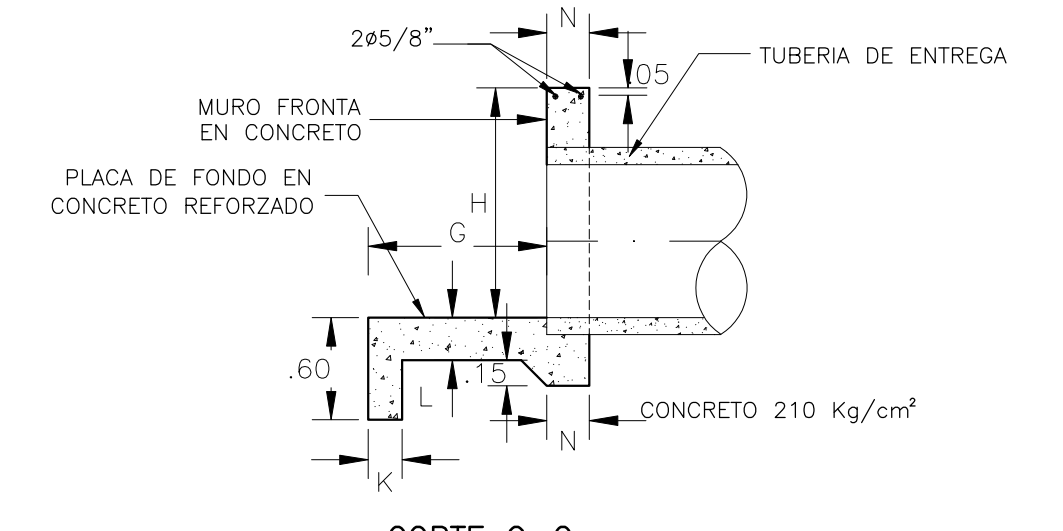 N
2ø5/8"
.05
TUBERIA DE ENTREGA
MURO FRONTA
EN CONCRETO
PLACA DE FONDO EN
CONCRETO REFORZADO
H
G
.60
.15
L
CONCRETO 210 Kg/cm²
N
K